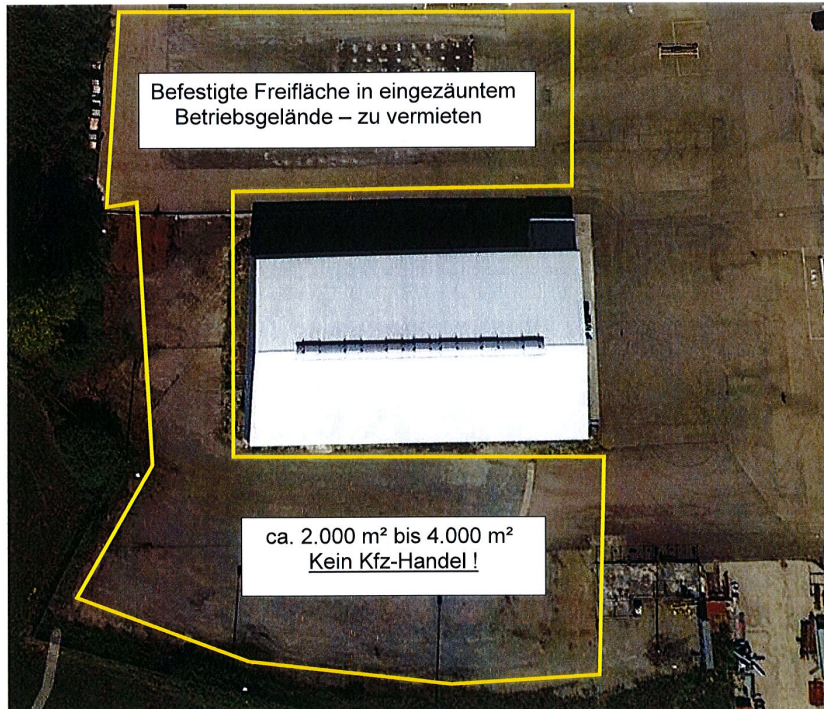 Befestigte Freifläche in eingezäuntem
Betriebsgelände – zu vermieten
ca. 2.000 m² bis 4.000 m²
Kein Kfz-Handel !